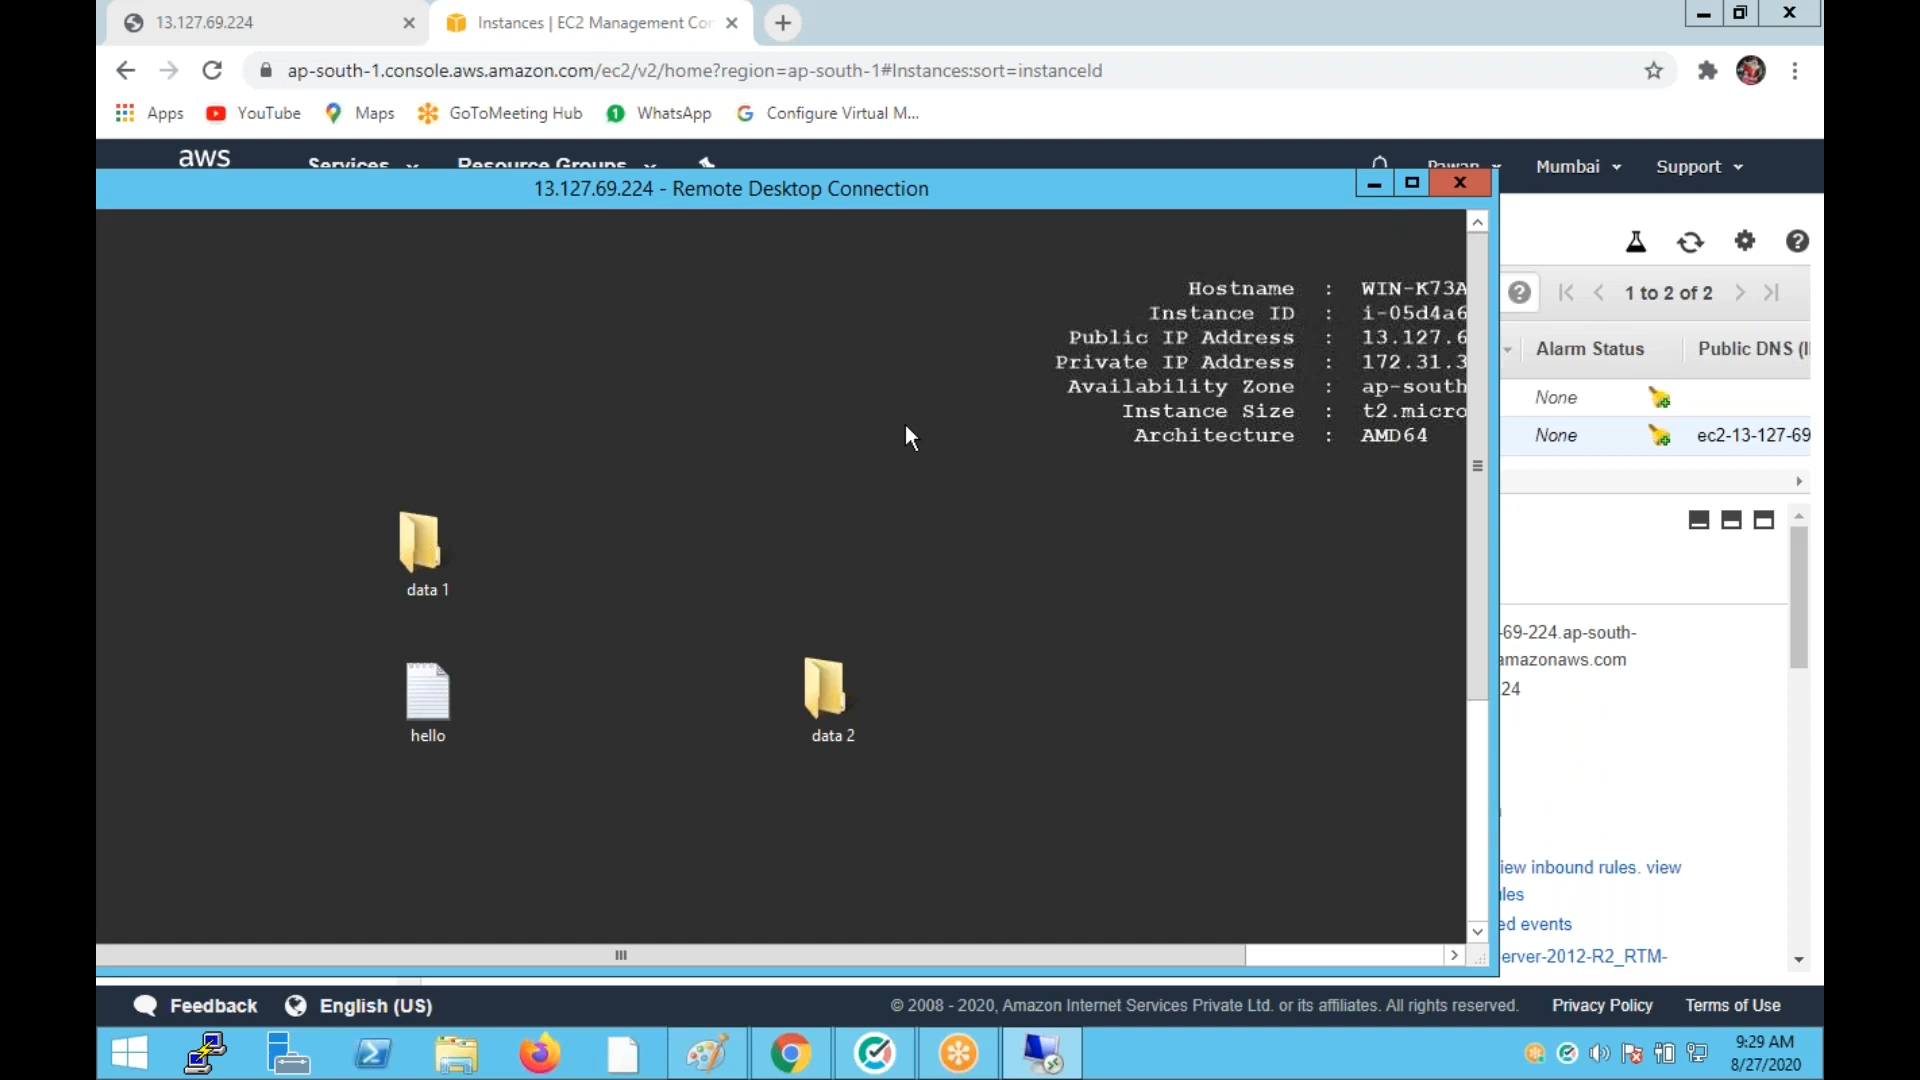 13.127.69.224
Instances | EC2 Management Cor
ap-south-1.console.aws.amazon.com/ec2/v2/home?region=ap-south-1#Instances:sort=instanceId
Apps YouTube Maps GoToMeeting Hub 1 WhatsApp Configure Virtual M...
aws Services Resource Groups Pawan Mumbai Support
13.127.69.224 - Remote Desktop Connection
Hostname : WIN-K73A
Instance ID : i-05d4a6
Public IP Address : 13.127.6
Private IP Address : 172.31.3
Availability Zone : ap-south
Instance Size : t2.micro
Architecture : AMD64
data 1
hello
data 2
1 to 2 of 2
Alarm Status Public DNS (I
None
None ec2-13-127-69
-69-224.ap-south-
amazonaws.com
24
iew inbound rules. view
les
ed events
erver-2012-R2_RTM-
Feedback English (US)
© 2008 - 2020, Amazon Internet Services Private Ltd. or its affiliates. All rights reserved. Privacy Policy Terms of Use
9:29 AM
8/27/2020